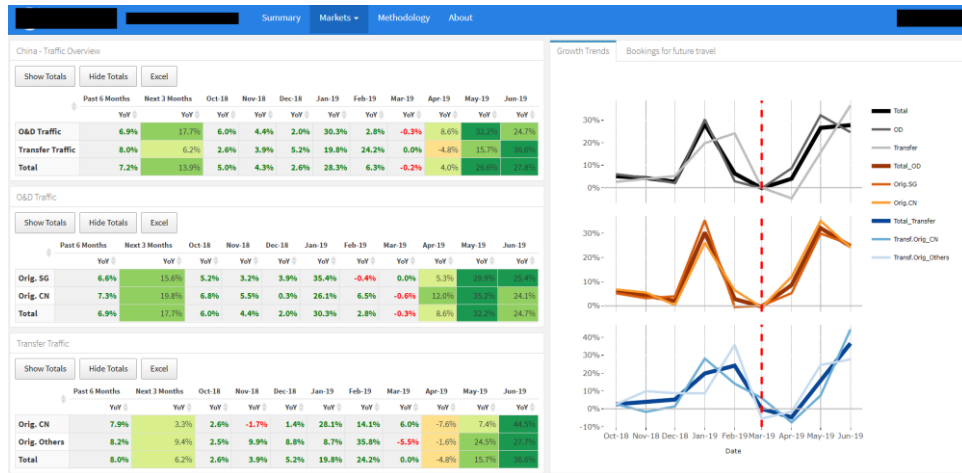 Summary Markets Methodology About
China - Traffic Overview
Show Totals Hide Totals Excel
Past 6 Months Next 3 Months Oct-18 Nov-18 Dec-18 Jan-19 Feb-19 Mar-19 Apr-19 May-19 Jun-19
YoY YoY YoY YoY YoY YoY YoY YoY YoY YoY YoY
O&D Traffic 6.9% 17.7% 6.0% 4.4% 2.0% 30.3% 2.8% -0.3% 8.6% 32.2% 24.7%
Transfer Traffic 8.0% 6.2% 2.6% 3.9% 5.2% 19.8% 24.2% 0.0% -4.8% 15.7% 36.6%
Total 7.2% 13.9% 5.0% 4.3% 2.6% 28.3% 6.3% -0.2% 4.0% 26.6% 27.8%
O&D Traffic
Show Totals Hide Totals Excel
Past 6 Months Next 3 Months Oct-18 Nov-18 Dec-18 Jan-19 Feb-19 Mar-19 Apr-19 May-19 Jun-19
YoY YoY YoY YoY YoY YoY YoY YoY YoY YoY YoY
Orig. SG 6.6% 15.6% 5.2% 3.2% 3.9% 35.4% -0.4% 0.0% 5.3% 29.9% 25.4%
Orig. CN 7.3% 19.8% 6.8% 5.5% 0.3% 26.1% 6.5% -0.6% 12.0% 35.2% 24.1%
Total 6.9% 17.7% 6.0% 4.4% 2.0% 30.3% 2.8% -0.3% 8.6% 32.2% 24.7%
Transfer Traffic
Show Totals Hide Totals Excel
Past 6 Months Next 3 Months Oct-18 Nov-18 Dec-18 Jan-19 Feb-19 Mar-19 Apr-19 May-19 Jun-19
YoY YoY YoY YoY YoY YoY YoY YoY YoY YoY YoY
Orig. CN 7.9% 3.3% 2.6% -1.7% 1.4% 28.1% 14.1% 6.0% -7.6% 7.4% 44.5%
Orig. Others 8.2% 9.4% 2.5% 9.9% 8.8% 8.7% 35.8% -5.5% -1.6% 24.5% 27.7%
Total 8.0% 6.2% 2.6% 3.9% 5.2% 19.8% 24.2% 0.0% -4.8% 15.7% 36.6%
Growth Trends Bookings for future travel
30%
20%
10%
0%
30%
20%
10%
0%
40%
30%
20%
10%
0%
-10%
Oct-18 Nov-18 Dec-18 Jan-19 Feb-19 Mar-19 Apr-19 May-19 Jun-19
Date
Total
OD
Transfer
Total_OD
Orig.SG
Orig.CN
Total_Transfer
Transf.Orig_CN
Transf.Orig_Others